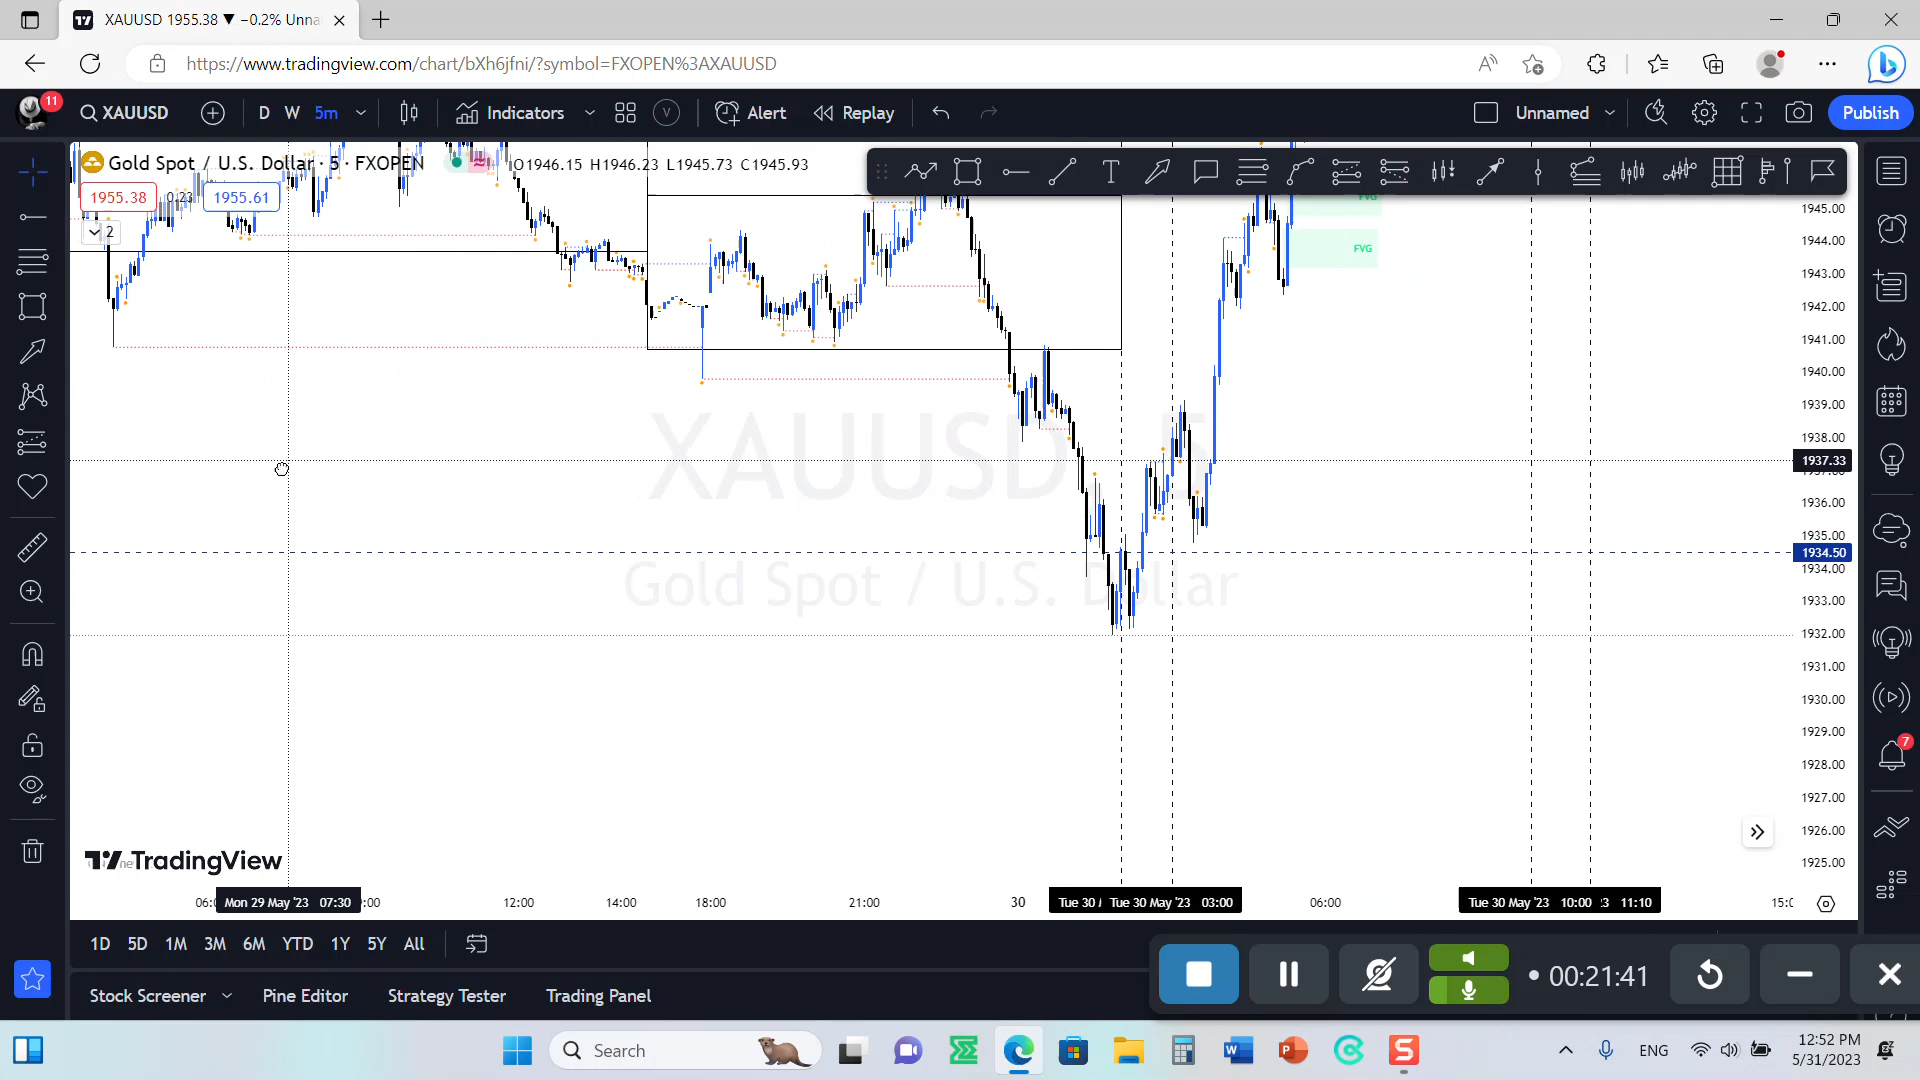 XAUUSD 1955.38 ▼ −0.2% Unna
https://www.tradingview.com/chart/bXh6jfni/?symbol=FXOPEN%3AXAUUSD
11
XAUUSD
D W 5m
Indicators
V
Alert
Replay
Unnamed
Publish
Gold Spot / U.S. Dollar · 5 · FXOPEN
O1946.15 H1946.23 L1945.73 C1945.93
1955.38
0.23
1955.61
2
FVG
FVG
XAUUSD 5
Gold Spot / U.S. Dollar
1945.00
1944.00
1943.00
1942.00
1941.00
1940.00
1939.00
1938.00
1937.33
1936.00
1935.00
1934.50
1934.00
1933.00
1932.00
1931.00
1930.00
1929.00
1928.00
1927.00
1926.00
1925.00
7
TradingView
Mon 29 May '23 07:30
12:00
14:00
18:00
21:00
30
Tue 30
Tue 30 May '23 03:00
06:00
Tue 30 May '23 10:00
11:10
1D 5D 1M 3M 6M YTD 1Y 5Y All
Stock Screener
Pine Editor
Strategy Tester
Trading Panel
00:21:41
Search
ENG
12:52 PM
5/31/2023